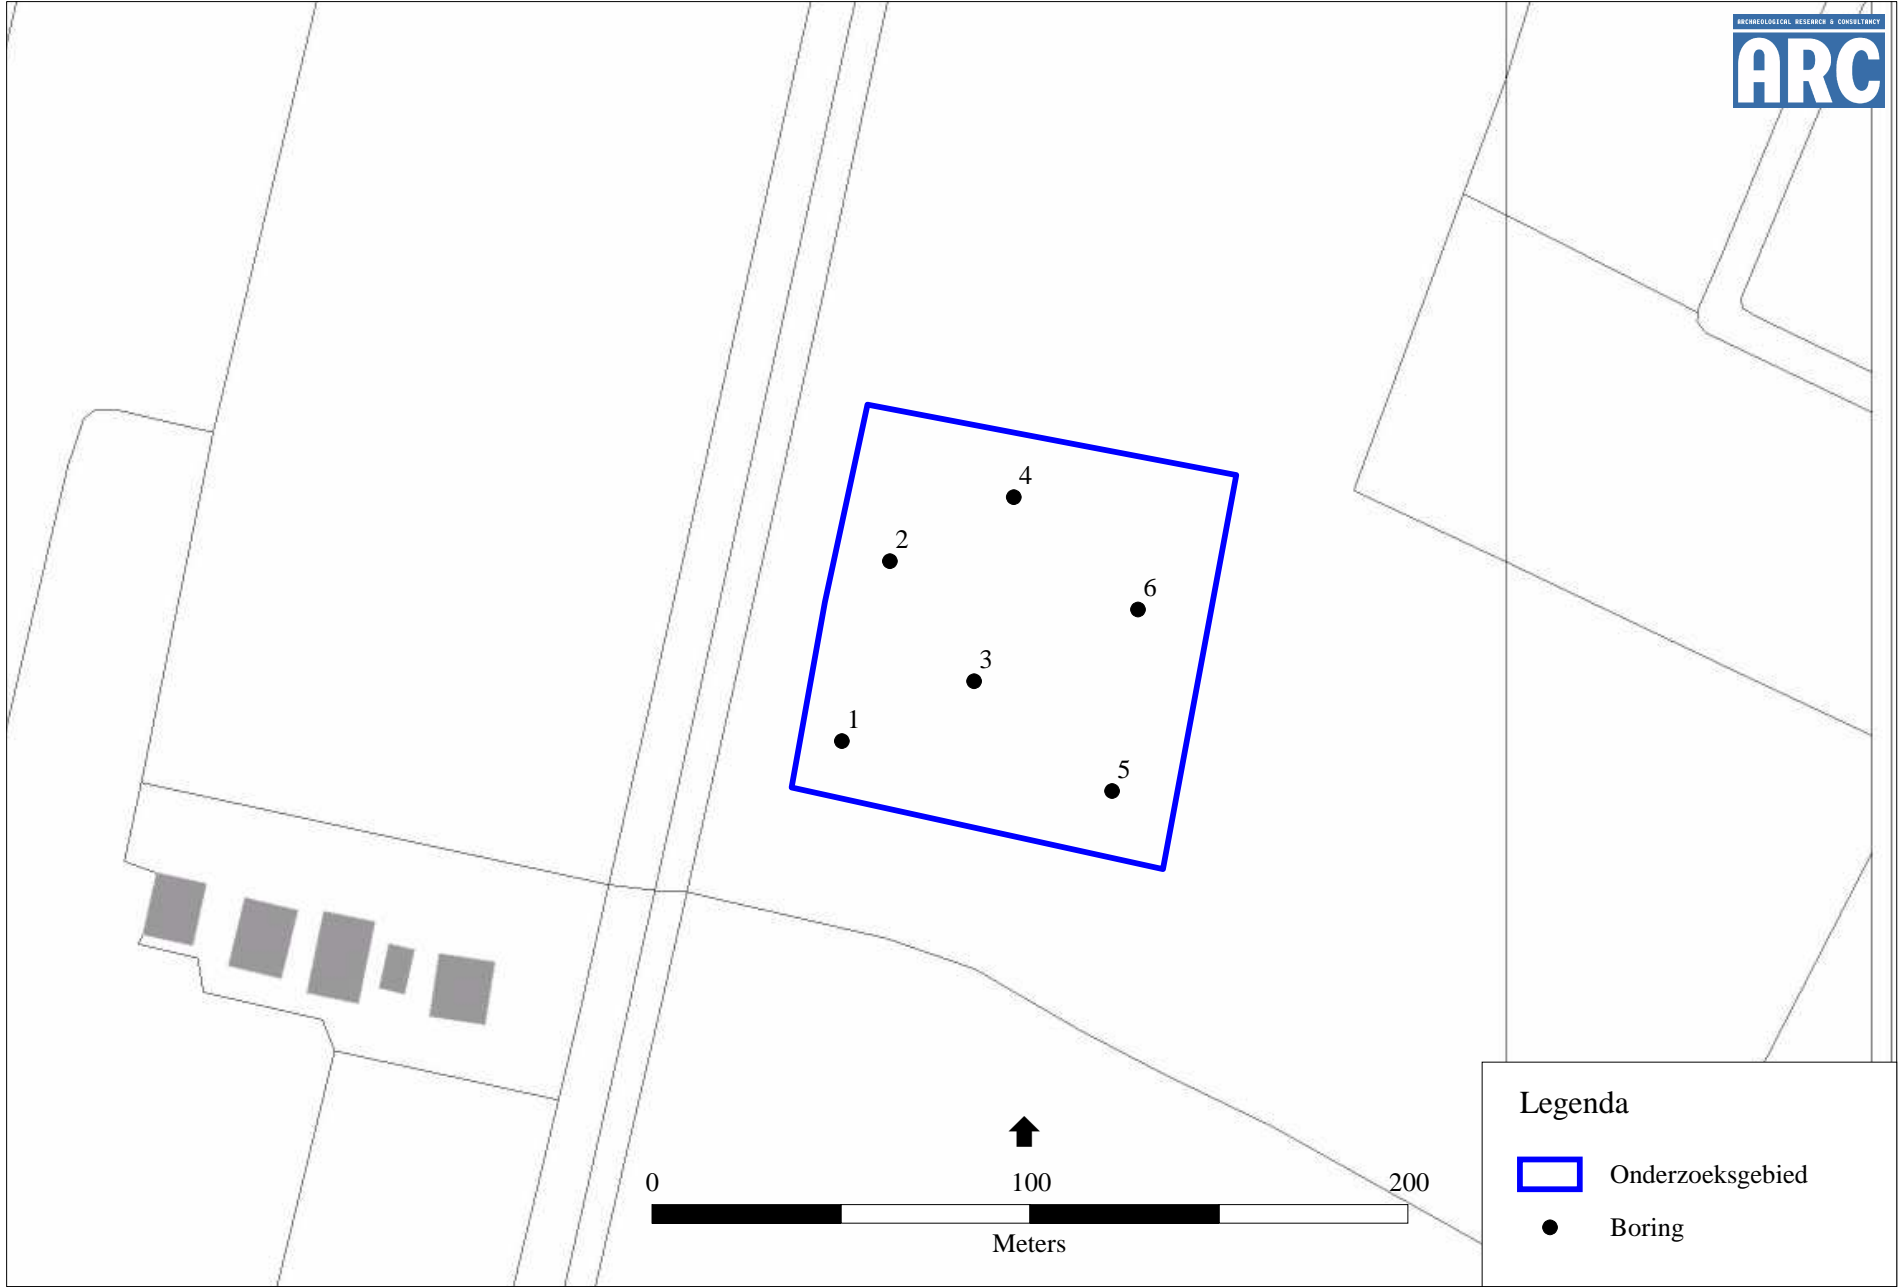 ARCHAEOLOGICAL RESEARCH & CONSULTANCY
ARC
4
2
6
3
1
5
0 100 200
Meters
Legenda
Onderzoeksgebied
Boring